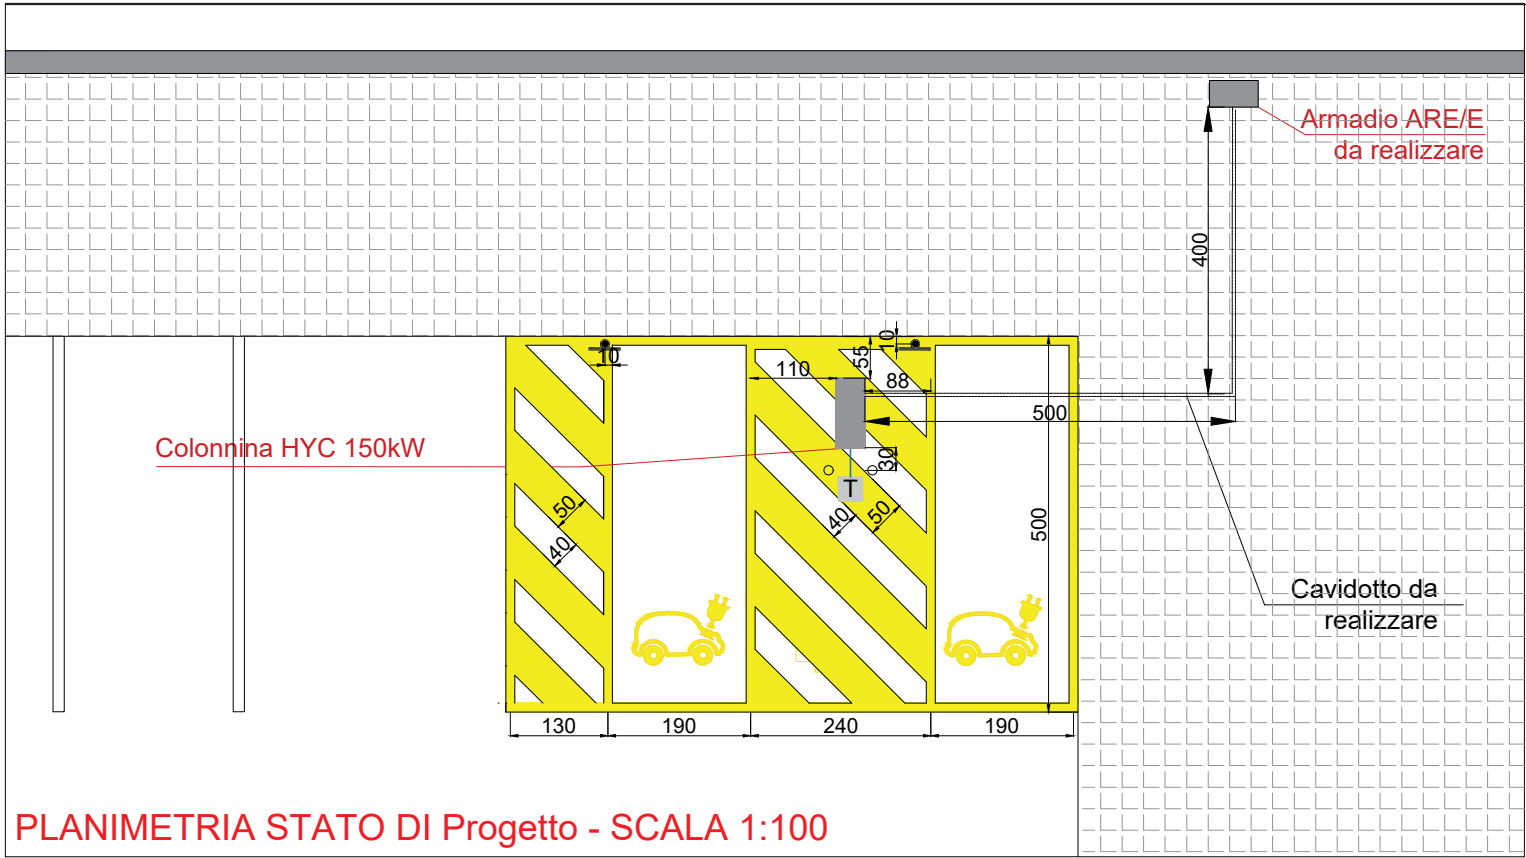 Armadio ARE/E
da realizzare
400
10
10
55
110
88
500
Colonnina HYC 150kW
30
T
50
40
40
50
500
Cavidotto da
realizzare
130
190
240
190
PLANIMETRIA STATO DI Progetto - SCALA 1:100